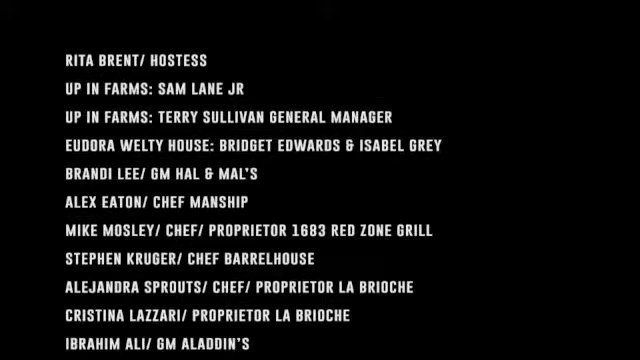 RITA BRENT/ HOSTESS
UP IN FARMS: SAM LANE JR
UP IN FARMS: TERRY SULLIVAN GENERAL MANAGER
EUDORA WELTY HOUSE: BRIDGET EDWARDS & ISABEL GREY
BRANDI LEE/ GM HAL & MAL'S
ALEX EATON/ CHEF MANSHIP
MIKE MOSLEY/ CHEF/ PROPRIETOR 1683 RED ZONE GRILL
STEPHEN KRUGER/ CHEF BARRELHOUSE
ALEJANDRA SPROUTS/ CHEF/ PROPRIETOR LA BRIOCHE
CRISTINA LAZZARI/ PROPRIETOR LA BRIOCHE
IBRAHIM ALI/ GM ALADDIN'S